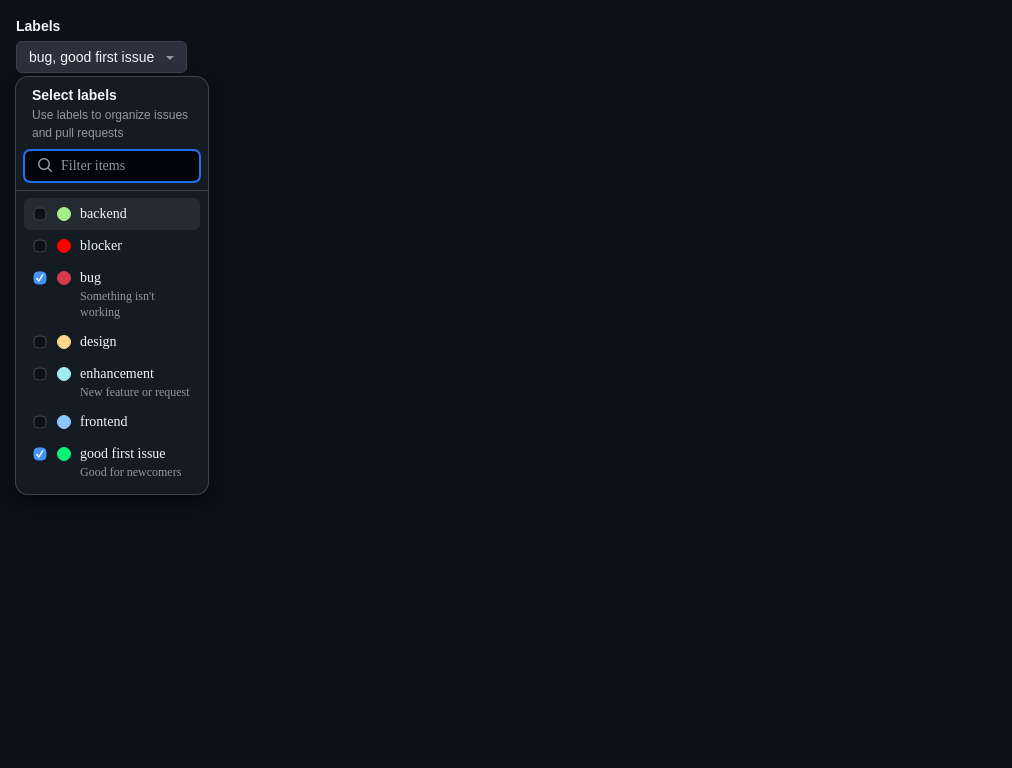 Labels
bug, good first issue
Select labels
Use labels to organize issues
and pull requests
Filter items
backend
blocker
bug
Something isn't
working
design
enhancement
New feature or request
frontend
good first issue
Good for newcomers